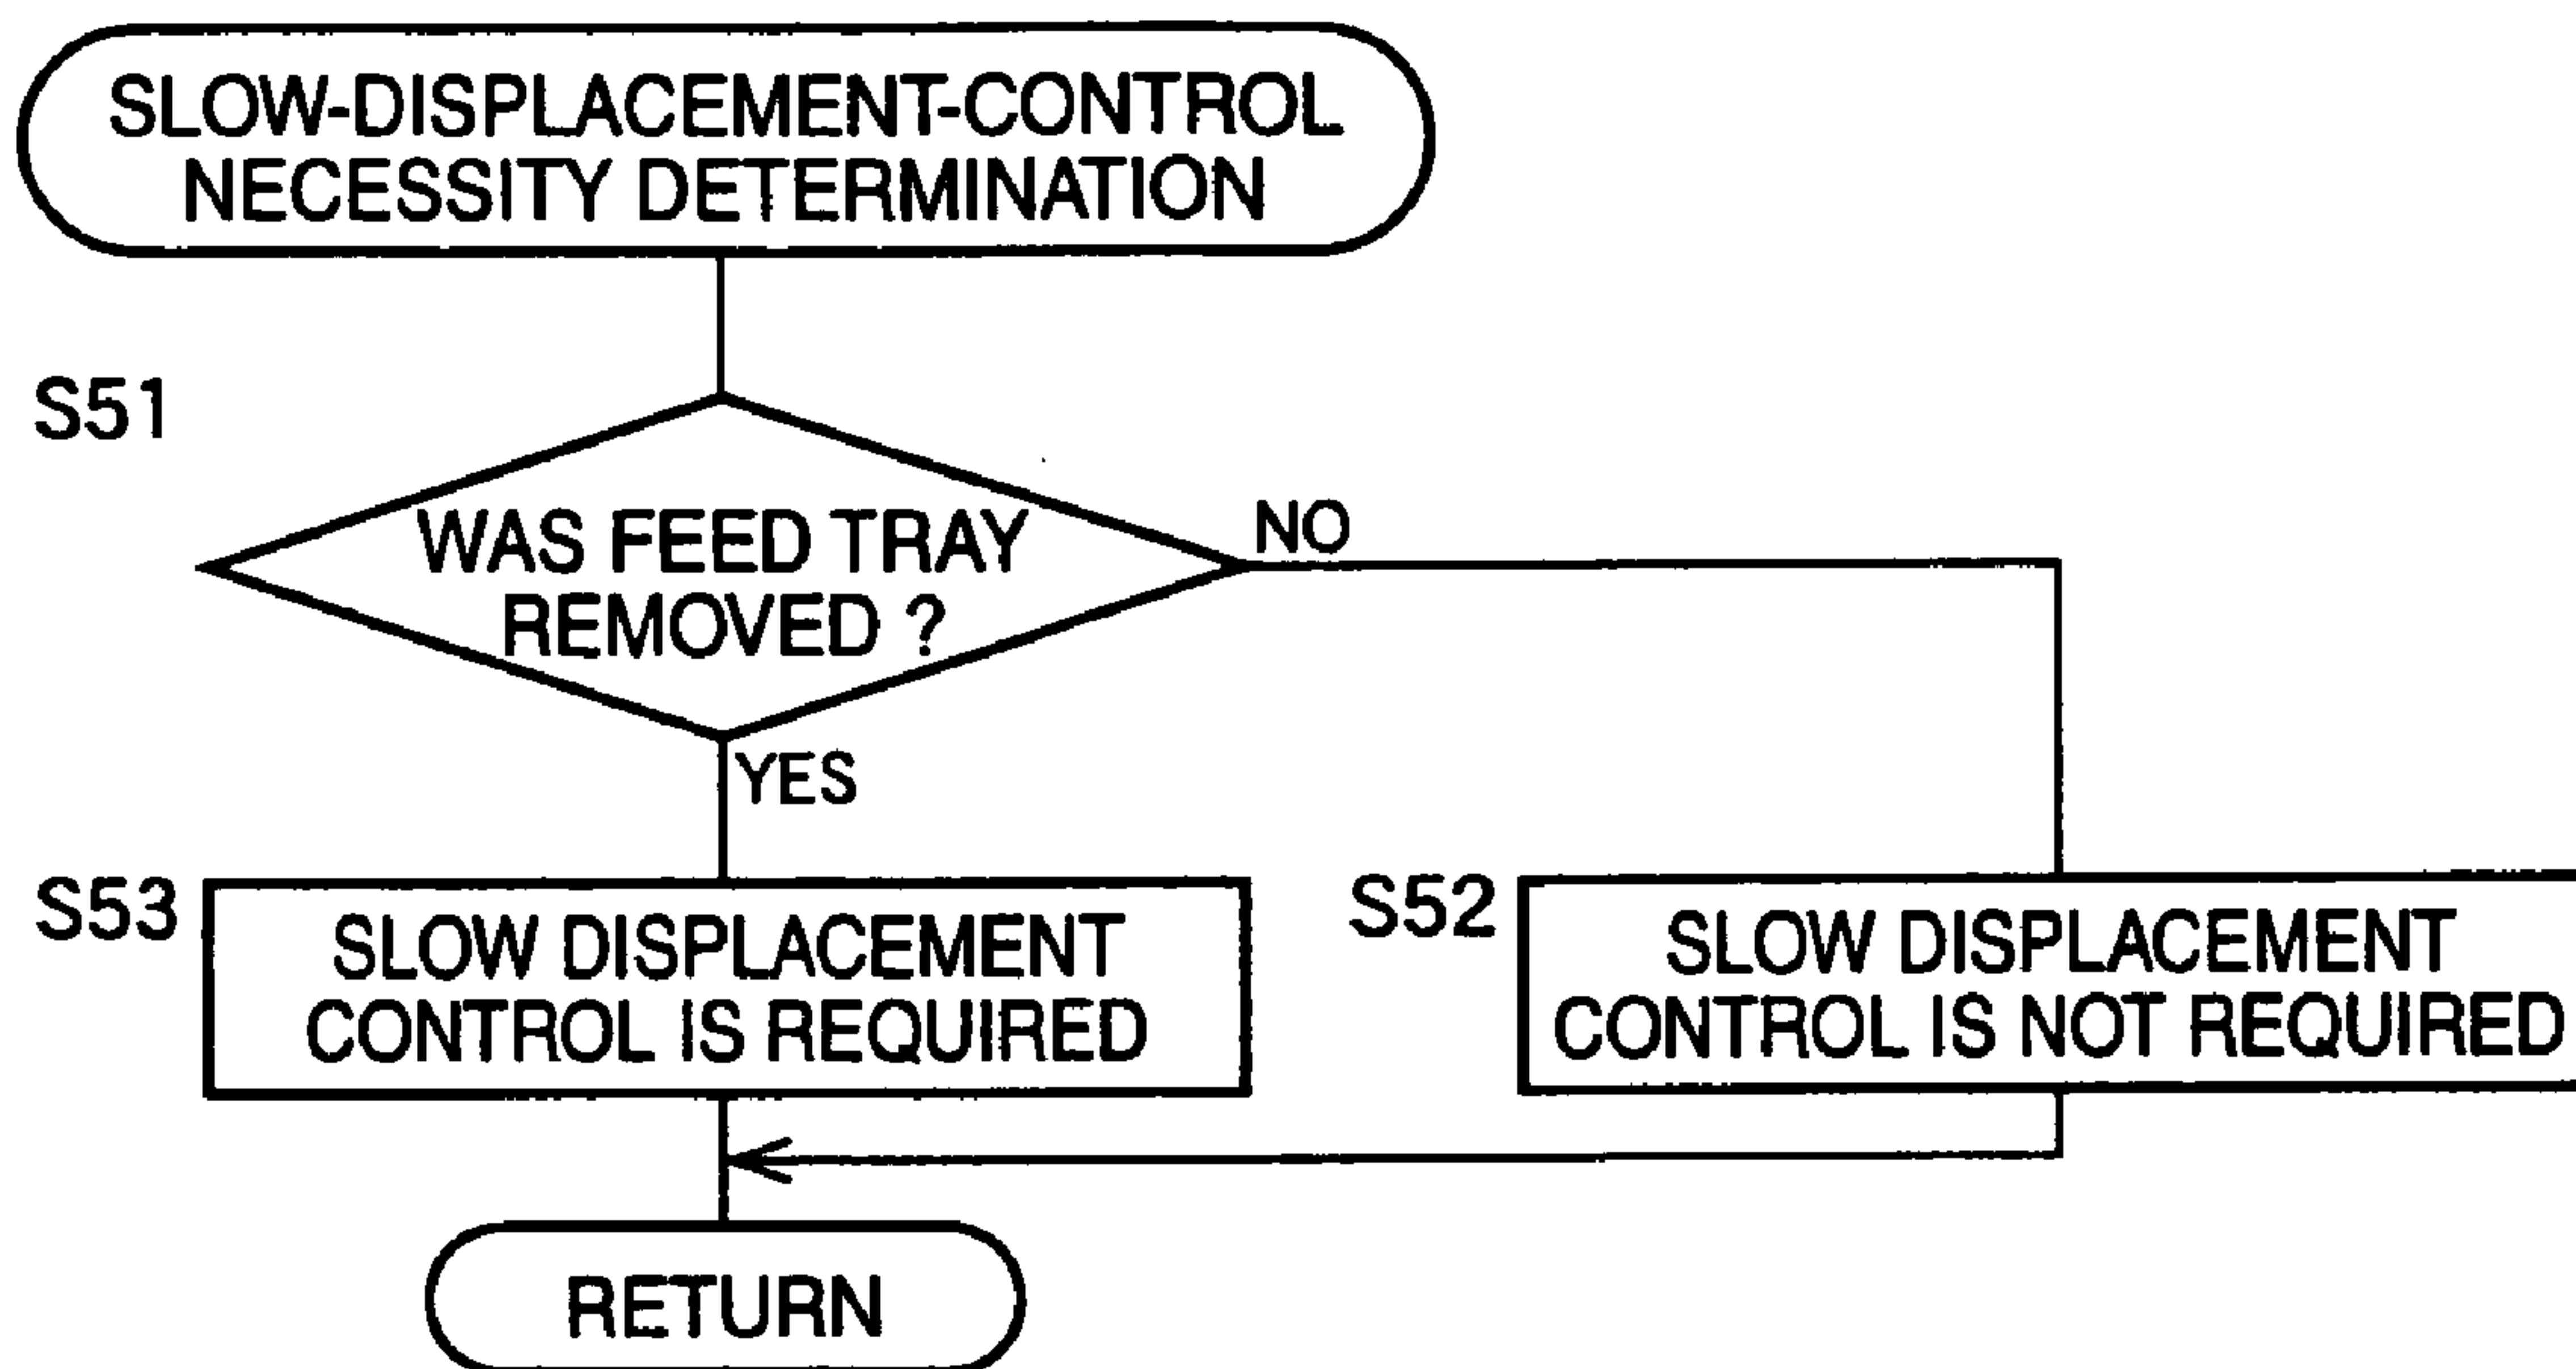 SLOW-DISPLACEMENT-CONTROL
NECESSITY DETERMINATION
S51
WAS FEED TRAY
REMOVED ?
NO
YES
S53
SLOW DISPLACEMENT
CONTROL IS REQUIRED
S52
SLOW DISPLACEMENT
CONTROL IS NOT REQUIRED
RETURN